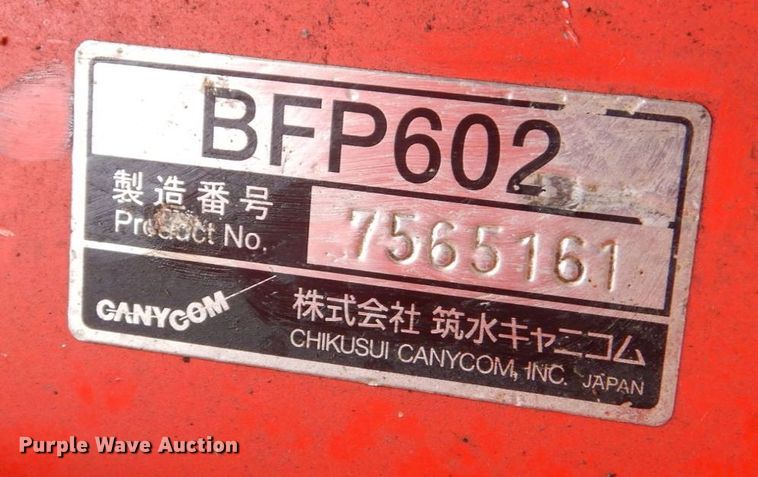 BFP602
製造番号
Product No.
7565161
CANYCOM
株式会社 筑水キャニコム
CHIKUSUI CANYCOM, INC. JAPAN
Purple Wave Auction